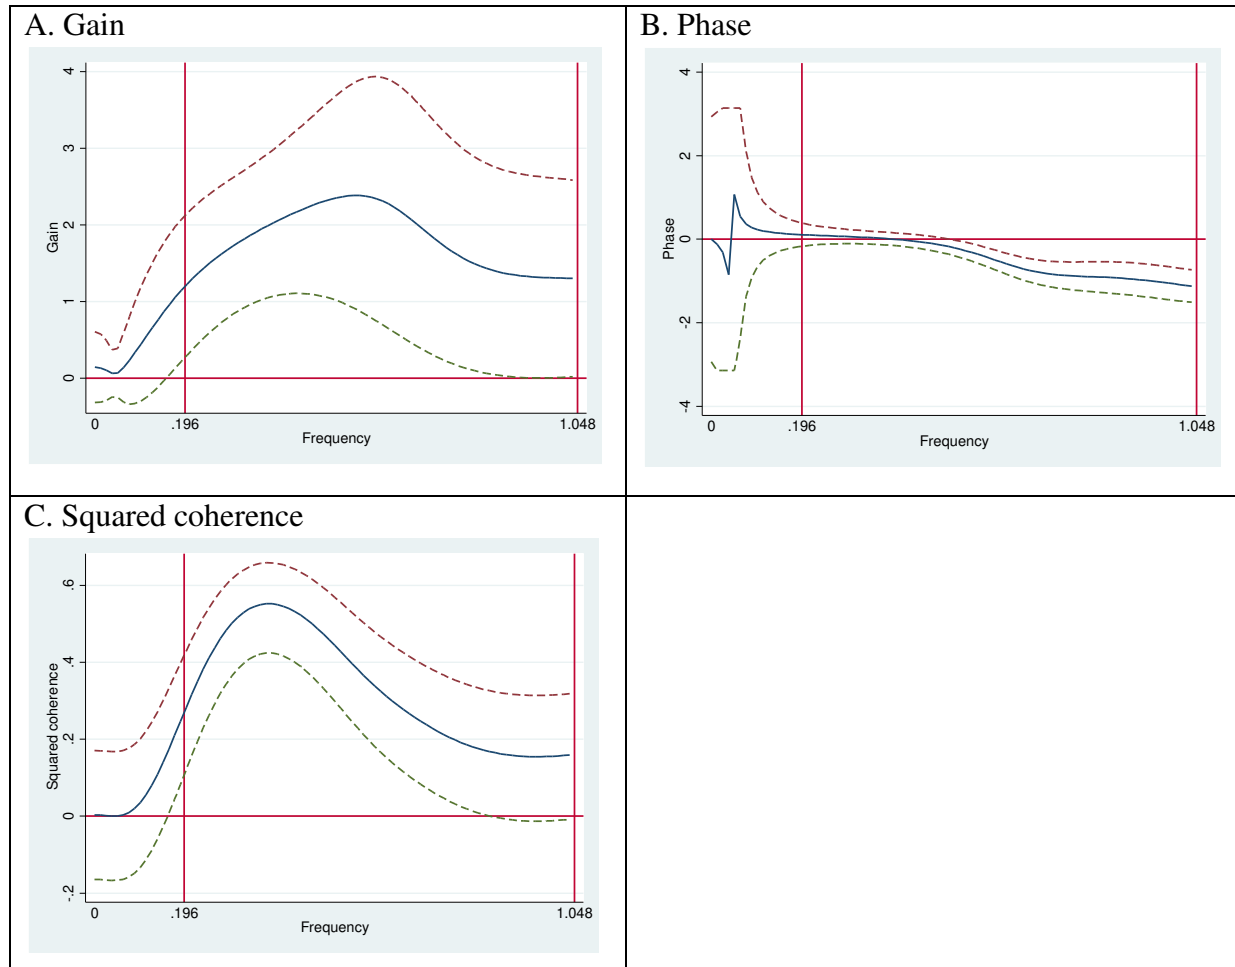 A. Gain
4
3
2
1
0
Gain
0
.196
1.048
Frequency
B. Phase
4
2
0
-2
-4
Phase
0
.196
1.048
Frequency
C. Squared coherence
.6
.4
.2
0
-.2
Squared coherence
0
.196
1.048
Frequency